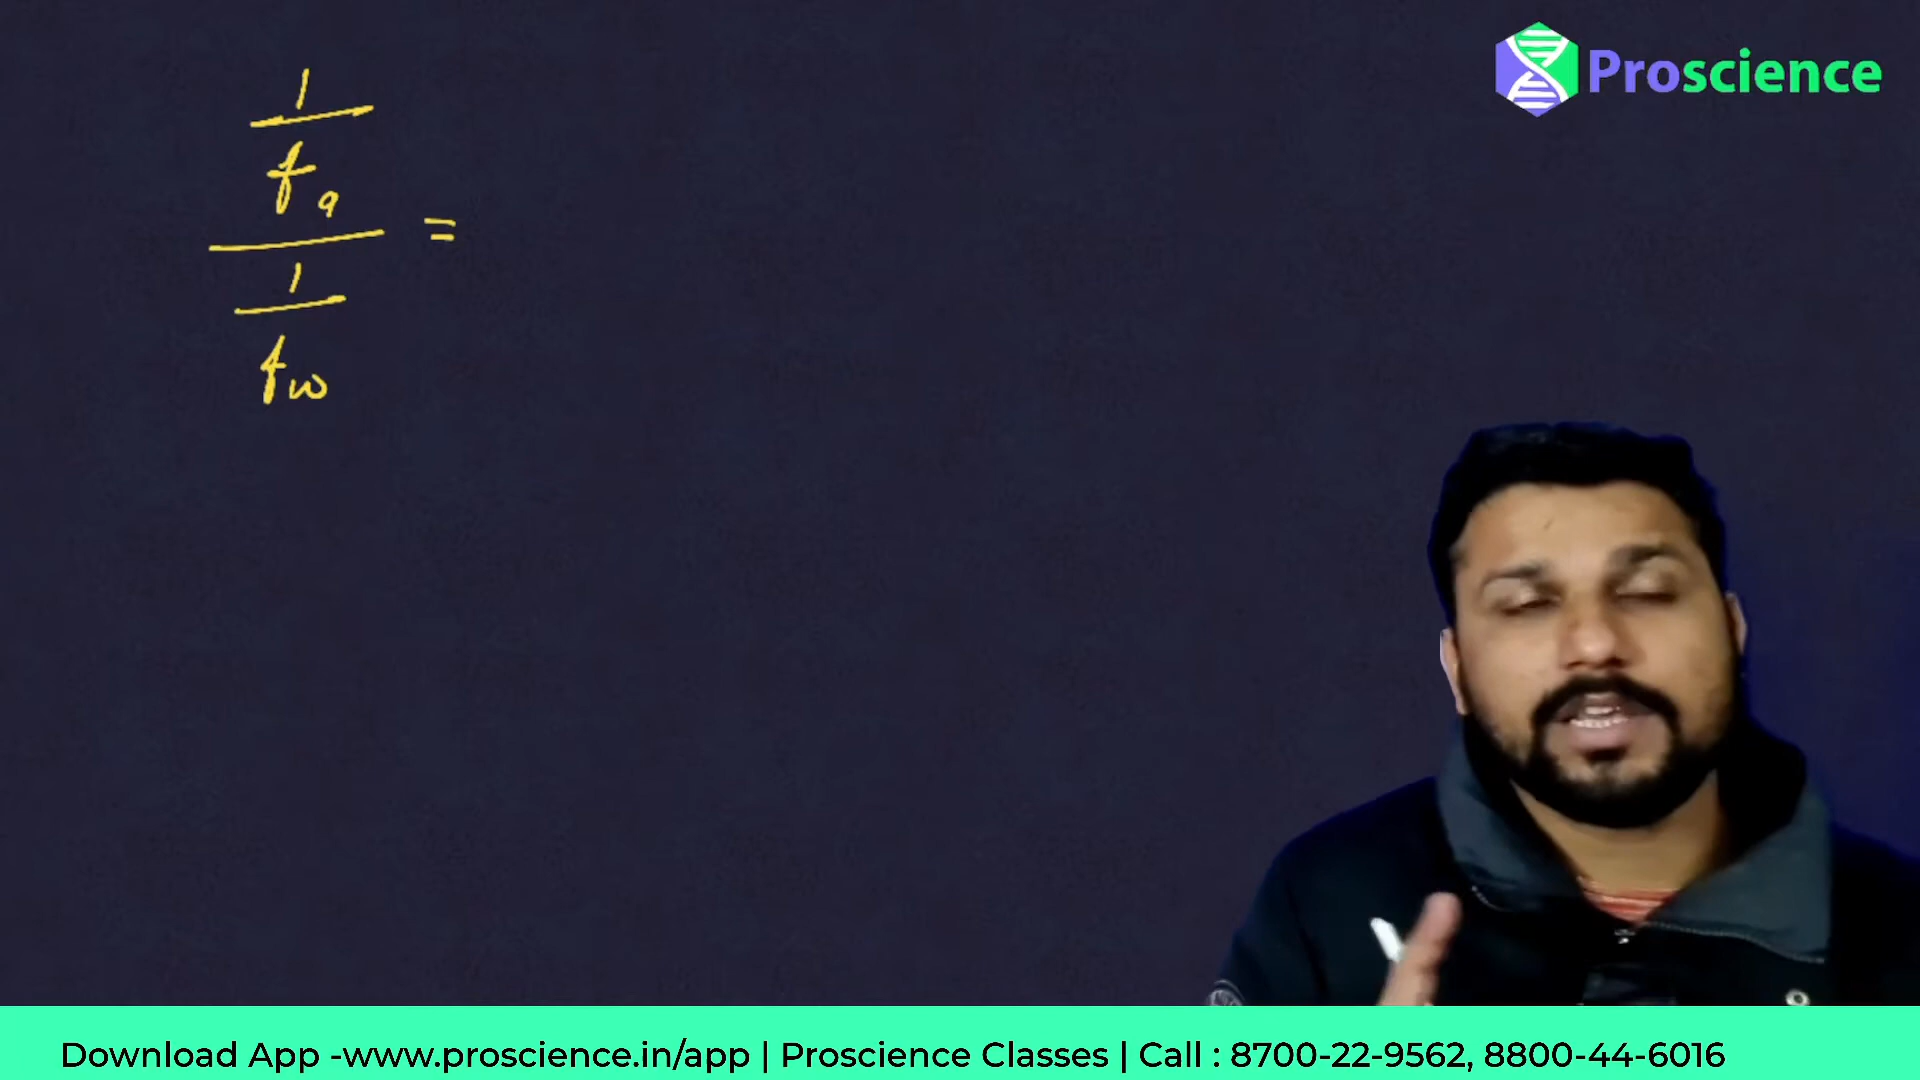 Proscience
1
fa
=
1
fw
Download App -www.proscience.in/app | Proscience Classes | Call : 8700-22-9562, 8800-44-6016